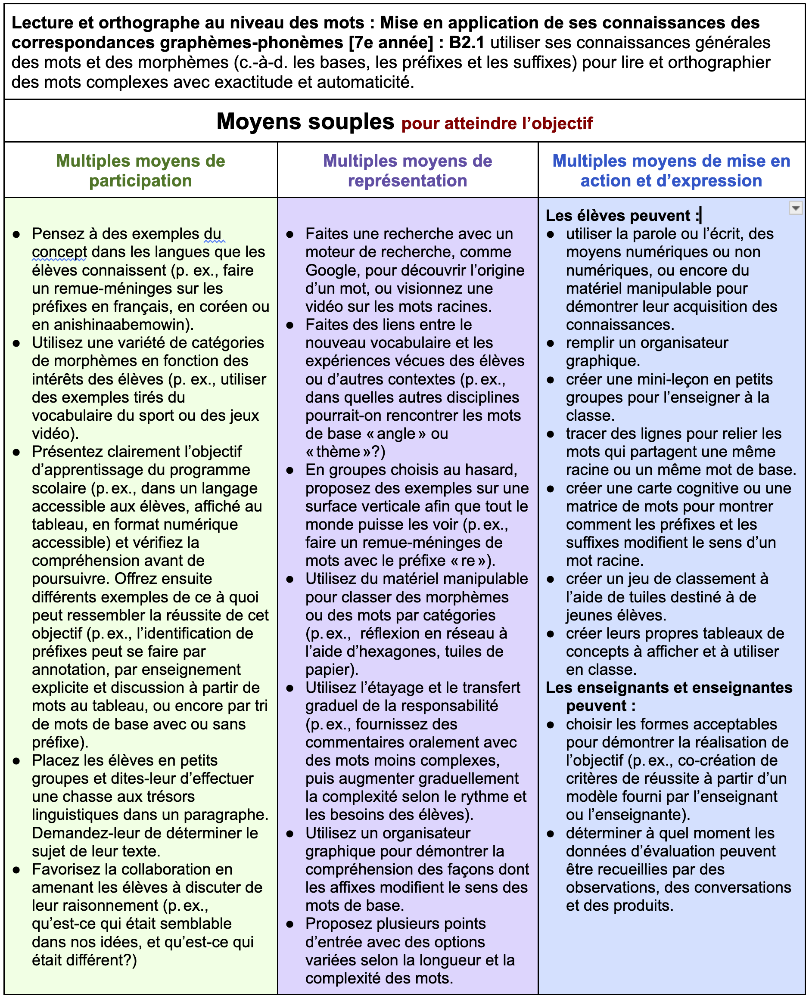 Lecture et orthographe au niveau des mots : Mise en application de ses connaissances des
correspondances graphèmes-phonèmes [7e année] : B2.1 utiliser ses connaissances générales
des mots et des morphèmes (c.-à-d. les bases, les préfixes et les suffixes) pour lire et orthographier
des mots complexes avec exactitude et automaticité.
Moyens souples pour atteindre l’objectif
Multiples moyens de
participation
● Pensez à des exemples du
concept dans les langues que les
élèves connaissent (p. ex., faire
un remue-méninges sur les
préfixes en français, en coréen ou
en anishinaabemowin).
● Utilisez une variété de catégories
de morphèmes en fonction des
intérêts des élèves (p. ex., utiliser
des exemples tirés du
vocabulaire du sport ou des jeux
vidéo).
● Présentez clairement l’objectif
d’apprentissage du programme
scolaire (p. ex., dans un langage
accessible aux élèves, affiché au
tableau, en format numérique
accessible) et vérifiez la
compréhension avant de
poursuivre. Offrez ensuite
différents exemples de ce à quoi
peut ressembler la réussite de cet
objectif (p. ex., l’identification de
préfixes peut se faire par
annotation, par enseignement
explicite et discussion à partir de
mots au tableau, ou encore par tri
de mots de base avec ou sans
préfixe).
● Placez les élèves en petits
groupes et dites-leur d’effectuer
une chasse aux trésors
linguistiques dans un paragraphe.
Demandez-leur de déterminer le
sujet de leur texte.
● Favorisez la collaboration en
amenant les élèves à discuter de
leur raisonnement (p. ex.,
qu’est-ce qui était semblable
dans nos idées, et qu’est-ce qui
était différent?)
Multiples moyens de
représentation
● Faites une recherche avec un
moteur de recherche, comme
Google, pour découvrir l’origine
d’un mot, ou visionnez une
vidéo sur les mots racines.
● Faites des liens entre le
nouveau vocabulaire et les
expériences vécues des élèves
ou d’autres contextes (p. ex.,
dans quelles autres disciplines
pourrait-on rencontrer les mots
de base « angle » ou
« thème »?)
● En groupes choisis au hasard,
proposez des exemples sur une
surface verticale afin que tout le
monde puisse les voir (p. ex.,
faire un remue-méninges de
mots avec le préfixe « re »).
● Utilisez du matériel manipulable
pour classer des morphèmes
ou des mots par catégories
(p. ex., réflexion en réseau à
l’aide d’hexagones, tuiles de
papier).
● Utilisez l’étayage et le transfert
graduel de la responsabilité
(p. ex., fournissez des
commentaires oralement avec
des mots moins complexes,
puis augmenter graduellement
la complexité selon le rythme et
les besoins des élèves).
● Utilisez un organisateur
graphique pour démontrer la
compréhension des façons dont
les affixes modifient le sens des
mots de base.
● Proposez plusieurs points
d’entrée avec des options
variées selon la longueur et la
complexité des mots.
Multiples moyens de mise en
action et d’expression
Les élèves peuvent :
● utiliser la parole ou l’écrit, des
moyens numériques ou non
numériques, ou encore du
matériel manipulable pour
démontrer leur acquisition des
connaissances.
● remplir un organisateur
graphique.
● créer une mini-leçon en petits
groupes pour l’enseigner à la
classe.
● tracer des lignes pour relier les
mots qui partagent une même
racine ou un même mot de base.
● créer une carte cognitive ou une
matrice de mots pour montrer
comment les préfixes et les
suffixes modifient le sens d’un
mot racine.
● créer un jeu de classement à
l’aide de tuiles destiné à de
jeunes élèves.
● créer leurs propres tableaux de
concepts à afficher et à utiliser
en classe.
Les enseignants et enseignantes
peuvent :
● choisir les formes acceptables
pour démontrer la réalisation de
l’objectif (p. ex., co-création de
critères de réussite à partir d’un
modèle fourni par l’enseignant
ou l’enseignante).
● déterminer à quel moment les
données d’évaluation peuvent
être recueillies par des
observations, des conversations
et des produits.